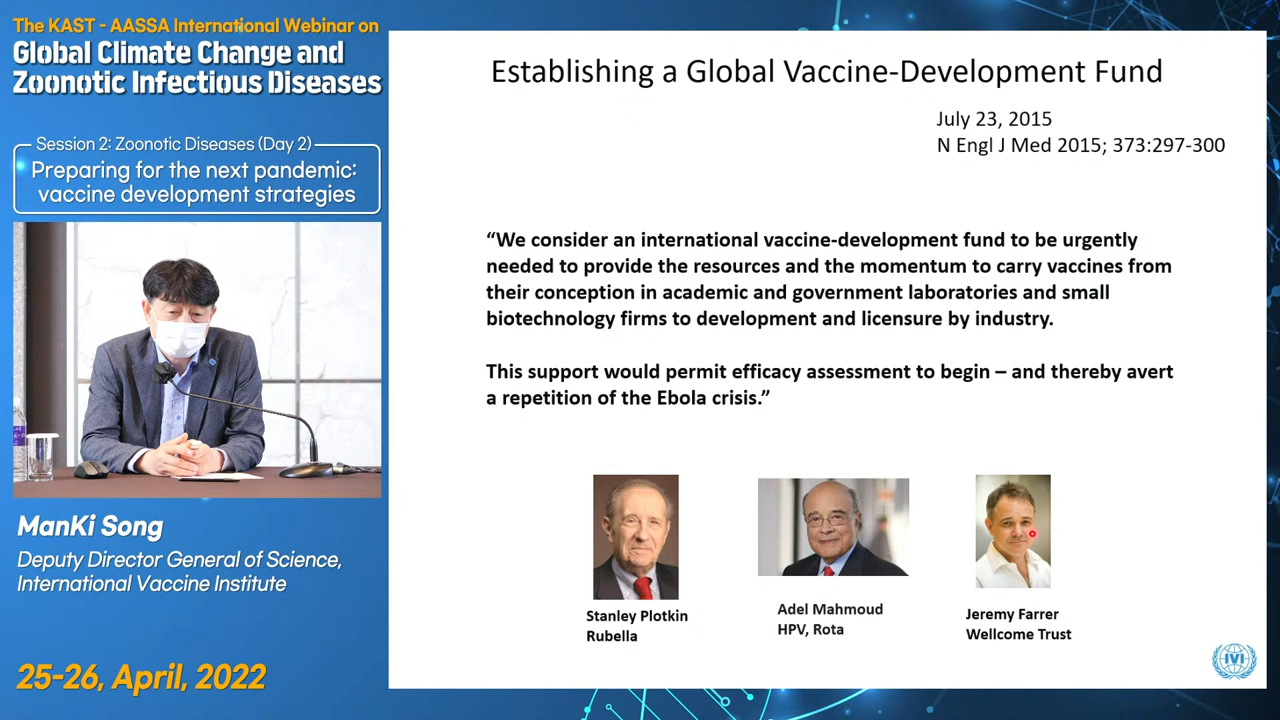 The KAST - AASSA International Webinar on
Global Climate Change and
Zoonotic Infectious Diseases
Session 2: Zoonotic Diseases (Day 2)
Preparing for the next pandemic:
vaccine development strategies
ManKi Song
Deputy Director General of Science,
International Vaccine Institute
25-26, April, 2022
Establishing a Global Vaccine-Development Fund
July 23, 2015
N Engl J Med 2015; 373:297-300
“We consider an international vaccine-development fund to be urgently
needed to provide the resources and the momentum to carry vaccines from
their conception in academic and government laboratories and small
biotechnology firms to development and licensure by industry.
This support would permit efficacy assessment to begin – and thereby avert
a repetition of the Ebola crisis.”
Stanley Plotkin
Rubella
Adel Mahmoud
HPV, Rota
Jeremy Farrer
Wellcome Trust
IVI